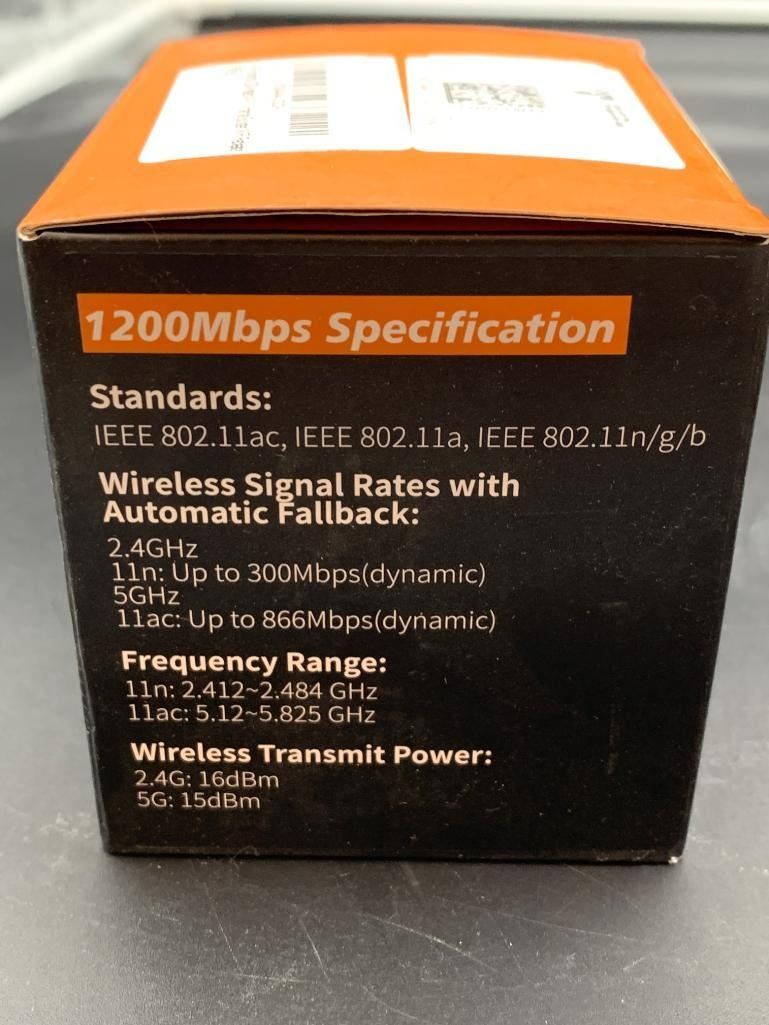 1200Mbps Specification
Standards:
IEEE 802.11ac, IEEE 802.11a, IEEE 802.11n/g/b
Wireless Signal Rates with
Automatic Fallback:
2.4GHz
11n: Up to 300Mbps(dynamic)
5GHz
11ac: Up to 866Mbps(dynamic)
Frequency Range:
11n: 2.412~2.484 GHz
11ac: 5.12~5.825 GHz
Wireless Transmit Power:
2.4G: 16dBm
5G: 15dBm